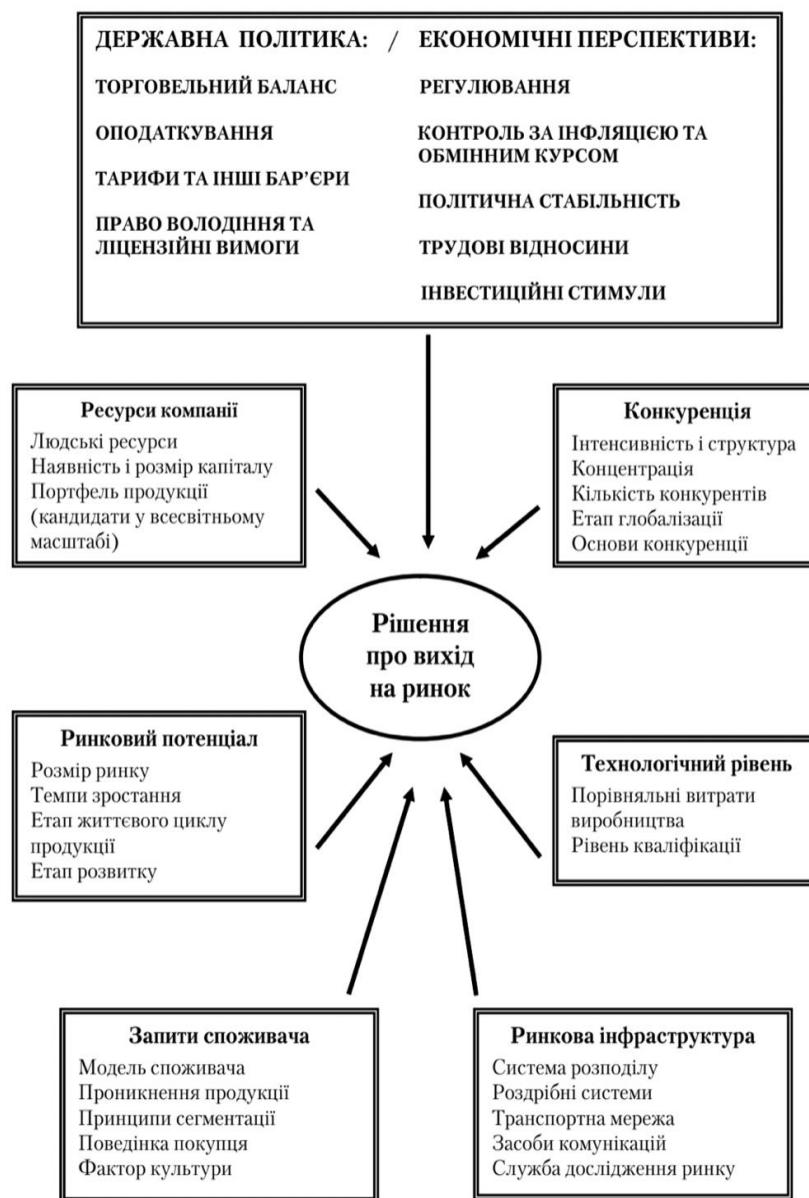 ДЕРЖАВНА ПОЛІТИКА: / ЕКОНОМІЧНІ ПЕРСПЕКТИВИ:
ТОРГОВЕЛЬНИЙ БАЛАНС
ОПОДАТКУВАННЯ
ТАРИФИ ТА ІНШІ БАР’ЄРИ
ПРАВО ВОЛОДІННЯ ТА
ЛІЦЕНЗІЙНІ ВИМОГИ
РЕГУЛЮВАННЯ
КОНТРОЛЬ ЗА ІНФЛЯЦІЄЮ ТА
ОБМІННИМ КУРСОМ
ПОЛІТИЧНА СТАБІЛЬНІСТЬ
ТРУДОВІ ВІДНОСИНИ
ІНВЕСТИЦІЙНІ СТИМУЛИ
Ресурси компанії
Людські ресурси
Наявність і розмір капіталу
Портфель продукції
(кандидати у всесвітньому
масштабі)
Конкуренція
Інтенсивність і структура
Концентрація
Кількість конкурентів
Етап глобалізації
Основи конкуренції
Рішення
про вихід
на ринок
Ринковий потенціал
Розмір ринку
Темпи зростання
Етап життєвого циклу
продукції
Етап розвитку
Технологічний рівень
Порівняльні витрати
виробництва
Рівень кваліфікації
Запити споживача
Модель споживача
Проникнення продукції
Принципи сегментації
Поведінка покупця
Фактор культури
Ринкова інфраструктура
Система розподілу
Роздрібні системи
Транспортна мережа
Засоби комунікацій
Служба дослідження ринку